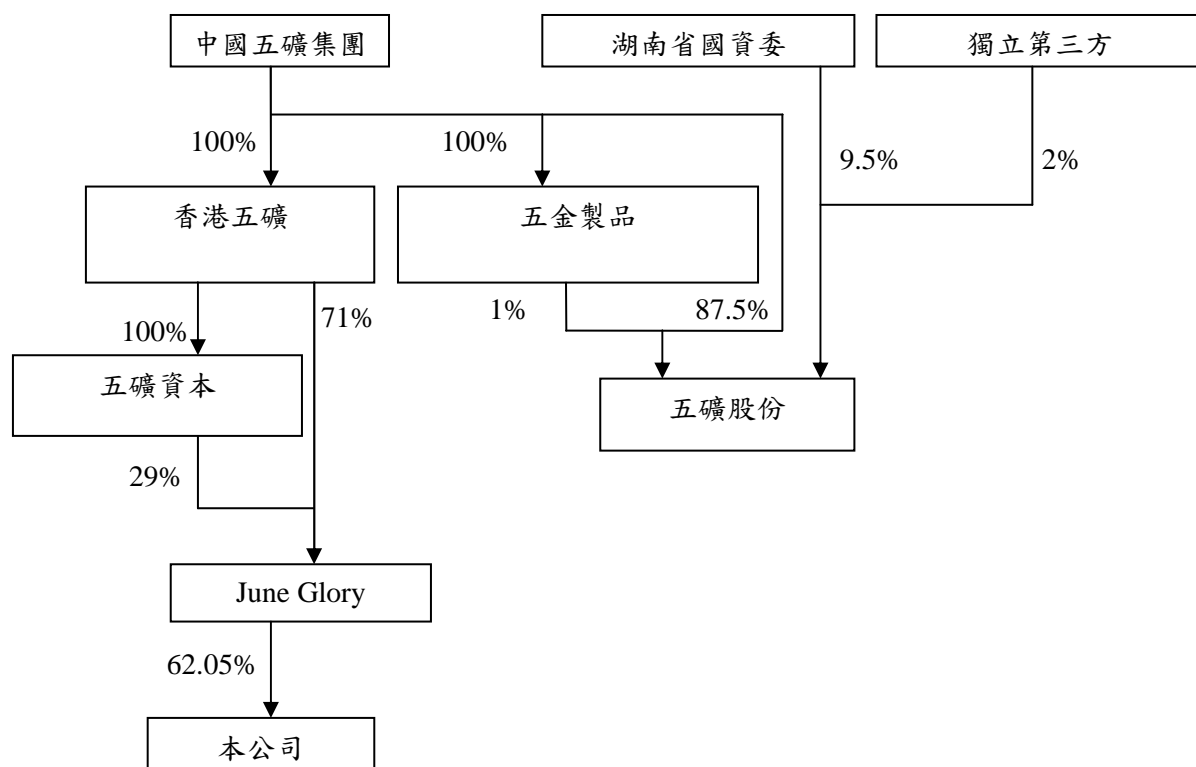 中國五礦集團
湖南省國資委
獨立第三方
100%
100%
9.5%
2%
香港五礦
五金製品
100%
71%
1%
87.5%
五礦資本
五礦股份
29%
June Glory
62.05%
本公司